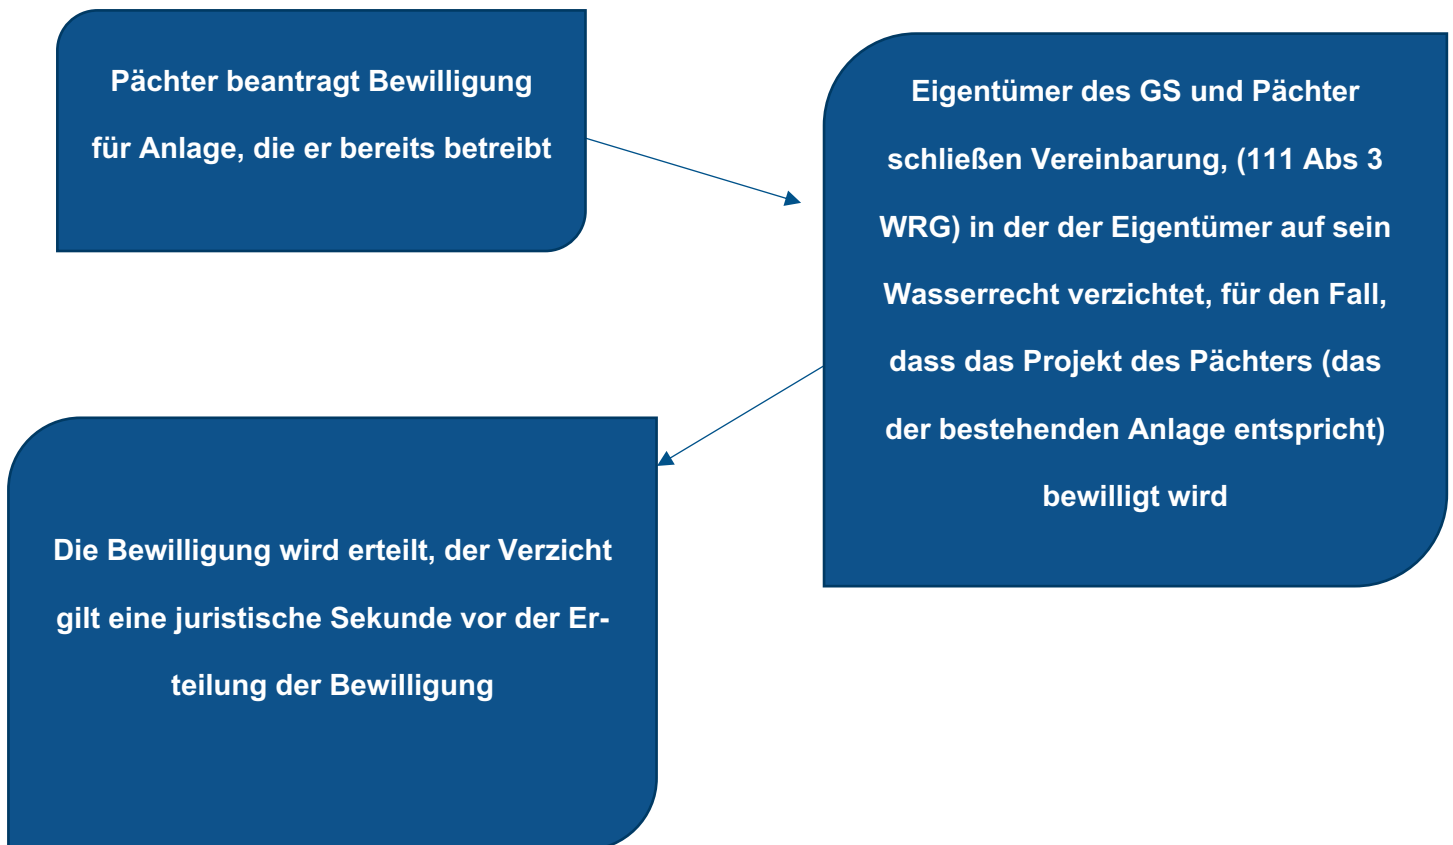 Pächter beantragt Bewilligung
für Anlage, die er bereits betreibt
Eigentümer des GS und Pächter
schließen Vereinbarung, (111 Abs 3
WRG) in der der Eigentümer auf sein
Wasserrecht verzichtet, für den Fall,
dass das Projekt des Pächters (das
der bestehenden Anlage entspricht)
bewilligt wird
Die Bewilligung wird erteilt, der Verzicht
gilt eine juristische Sekunde vor der Er-
teilung der Bewilligung